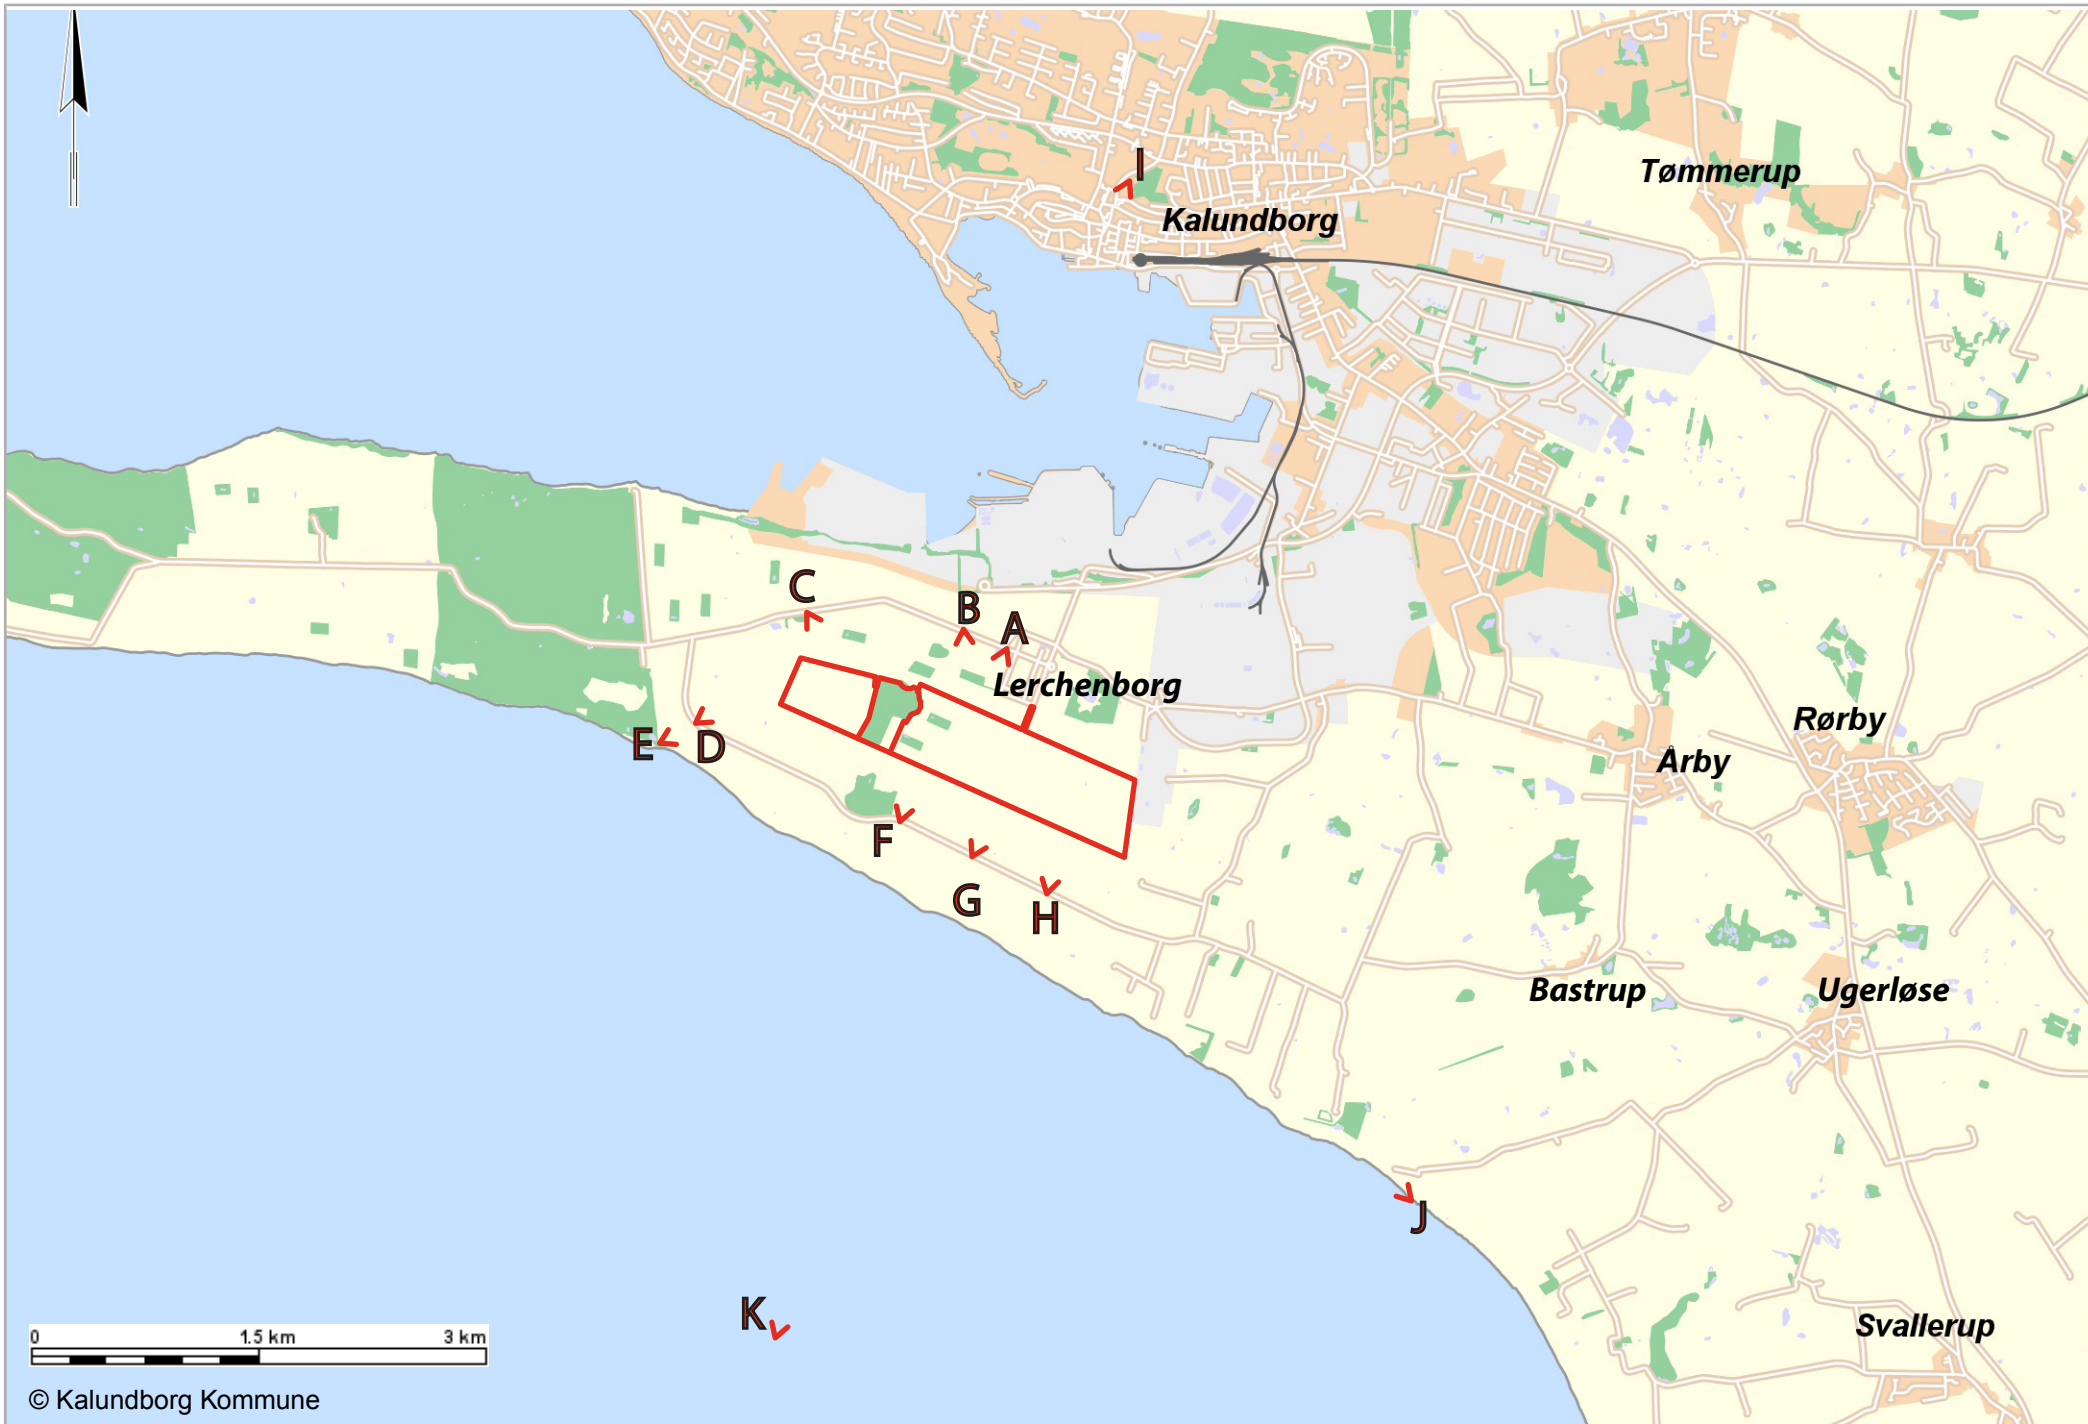 I
Tømmerup
Kalundborg
C
B
A
Lerchenborg
Rørby
E
D
Årby
F
G
H
Bastrup
Ugerløse
J
K
Svallerup
0 1.5 km 3 km
© Kalundborg Kommune